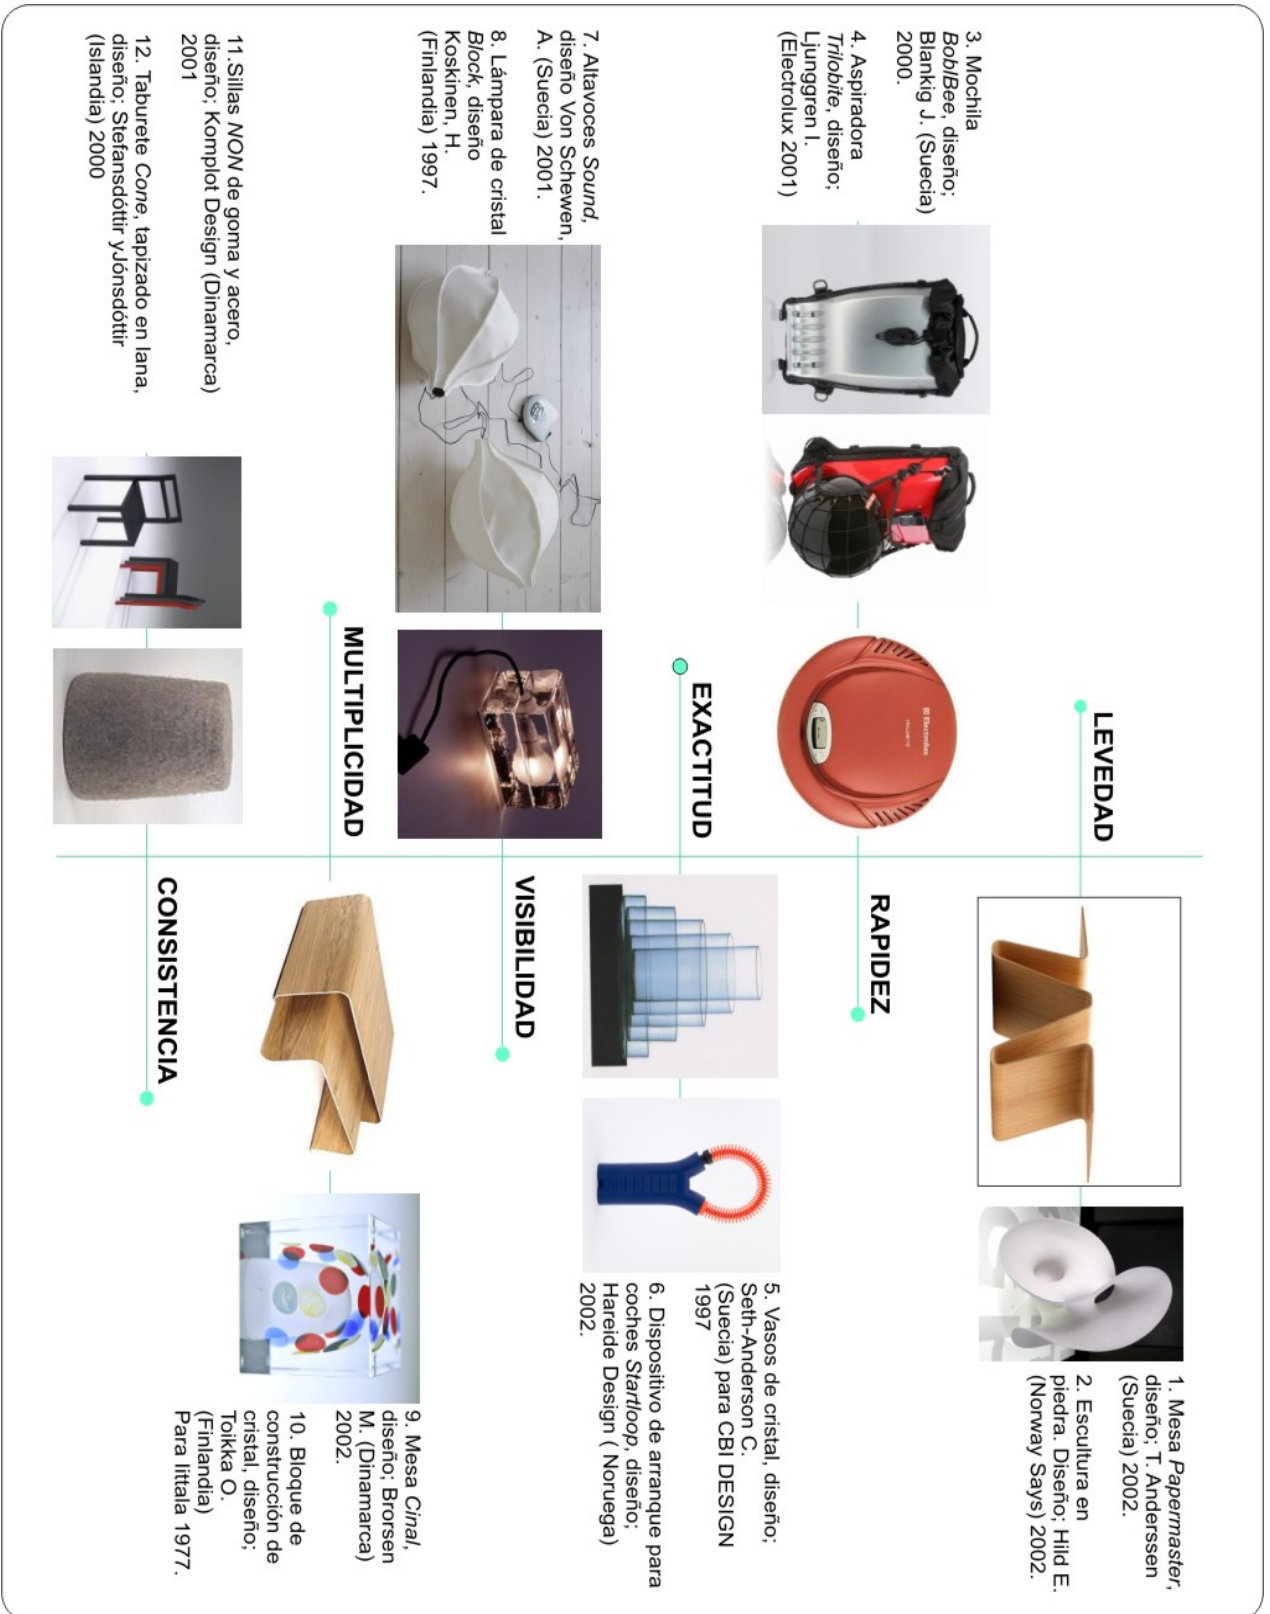 LEVEDAD
1. Mesa Papermaster,
diseño; T. Anderssen
(Suecia) 2002.
2. Escultura en
piedra. Diseño; Hild E.
(Norway Says) 2002.
3. Mochila
BoblBee, diseño;
Blankig J. (Suecia)
2000.
4. Aspiradora
Trilobite, diseño;
Ljunggren I.
(Electrolux 2001)
Electrolux
RAPIDEZ
EXACTITUD
5. Vasos de cristal, diseño;
Seth-Anderson C.
(Suecia) para CBI DESIGN
1997
6. Dispositivo de arranque para
coches Startloop, diseño;
Hareide Design ( Noruega)
2002.
7. Altavoces Sound,
diseño Von Schewen,
A. (Suecia) 2001.
8. Lámpara de cristal
Block, diseño
Koskinen, H.
(Finlandia) 1997.
VISIBILIDAD
MULTIPLICIDAD
9. Mesa Cinal,
diseño; Brorsen
M. (Dinamarca)
2002.
10. Bloque de
construcción de
cristal, diseño;
Toikka O.
(Finlandia)
Para Iittala 1977.
11.Sillas NON de goma y acero,
diseño; Komplot Design (Dinamarca)
2001
12. Taburete Cone, tapizado en lana,
diseño; Stefansdóttir yJónsdóttir
(Islandia) 2000
CONSISTENCIA